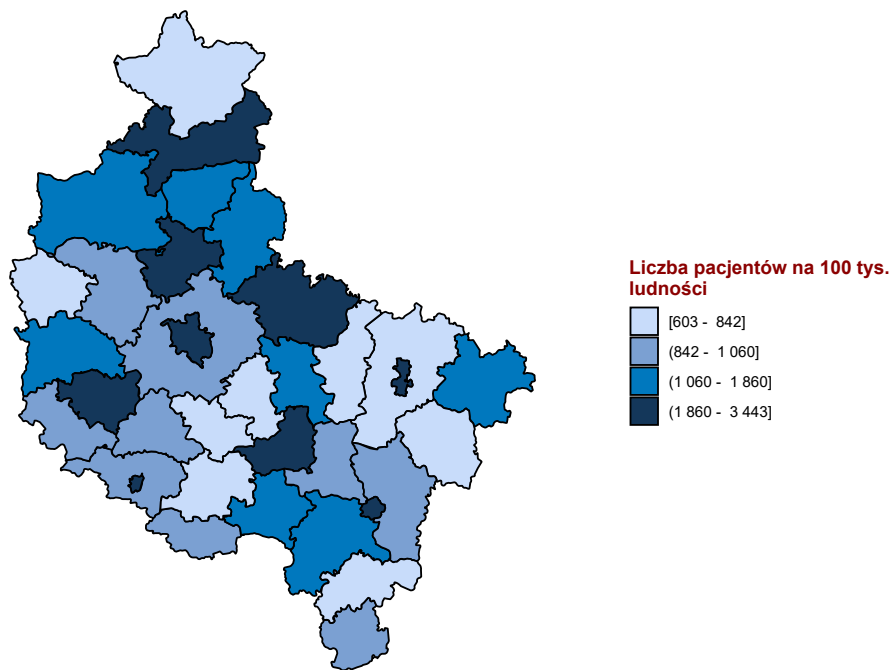 Liczba pacjentów na 100 tys.
ludności
[603 - 842]
(842 - 1 060]
(1 060 - 1 860]
(1 860 - 3 443]